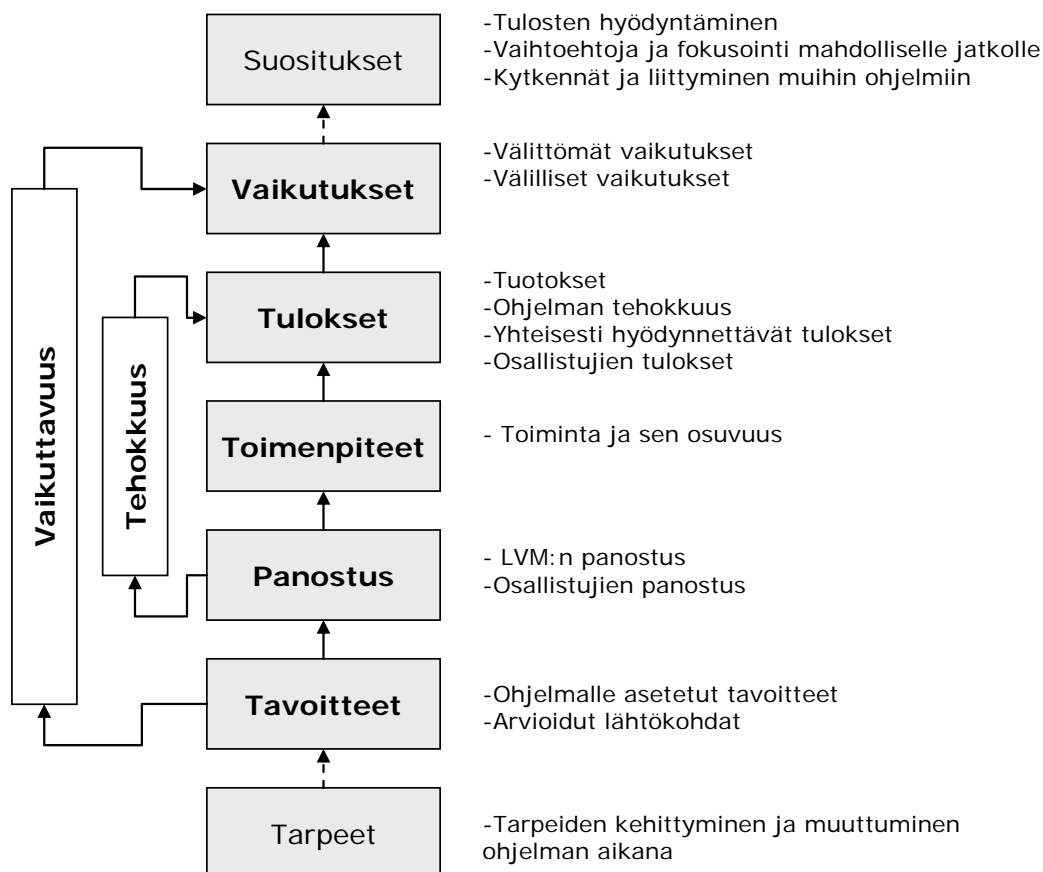 Suositukset
-Tulosten hyödyntäminen
-Vaihtoehtoja ja fokusointi mahdolliselle jatkolle
-Kytkennät ja liittyminen muihin ohjelmiin
Vaikutukset
-Välittömät vaikutukset
-Välilliset vaikutukset
Tulokset
-Tuotokset
-Ohjelman tehokkuus
-Yhteisesti hyödynnettävät tulokset
-Osallistujien tulokset
Vaikuttavuus
Tehokkuus
Toimenpiteet
- Toiminta ja sen osuvuus
Panostus
- LVM:n panostus
-Osallistujien panostus
Tavoitteet
-Ohjelmalle asetetut tavoitteet
-Arvioidut lähtökohdat
Tarpeet
-Tarpeiden kehittyminen ja muuttuminen
ohjelman aikana